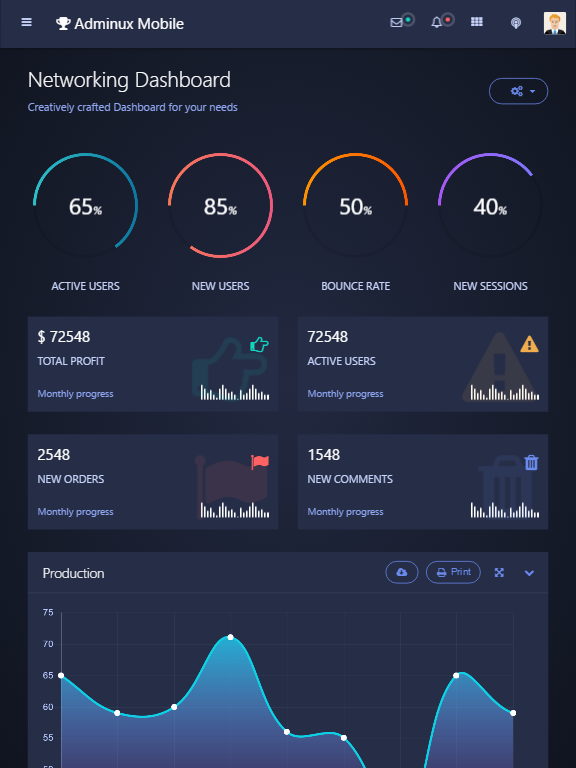 Adminux Mobile
Networking Dashboard
Creatively crafted Dashboard for your needs
65% 85% 50% 40%
ACTIVE USERS NEW USERS BOUNCE RATE NEW SESSIONS
$ 72548
TOTAL PROFIT
Monthly progress
72548
ACTIVE USERS
Monthly progress
2548
NEW ORDERS
Monthly progress
1548
NEW COMMENTS
Monthly progress
Production
Print
75
70
65
60
55
50